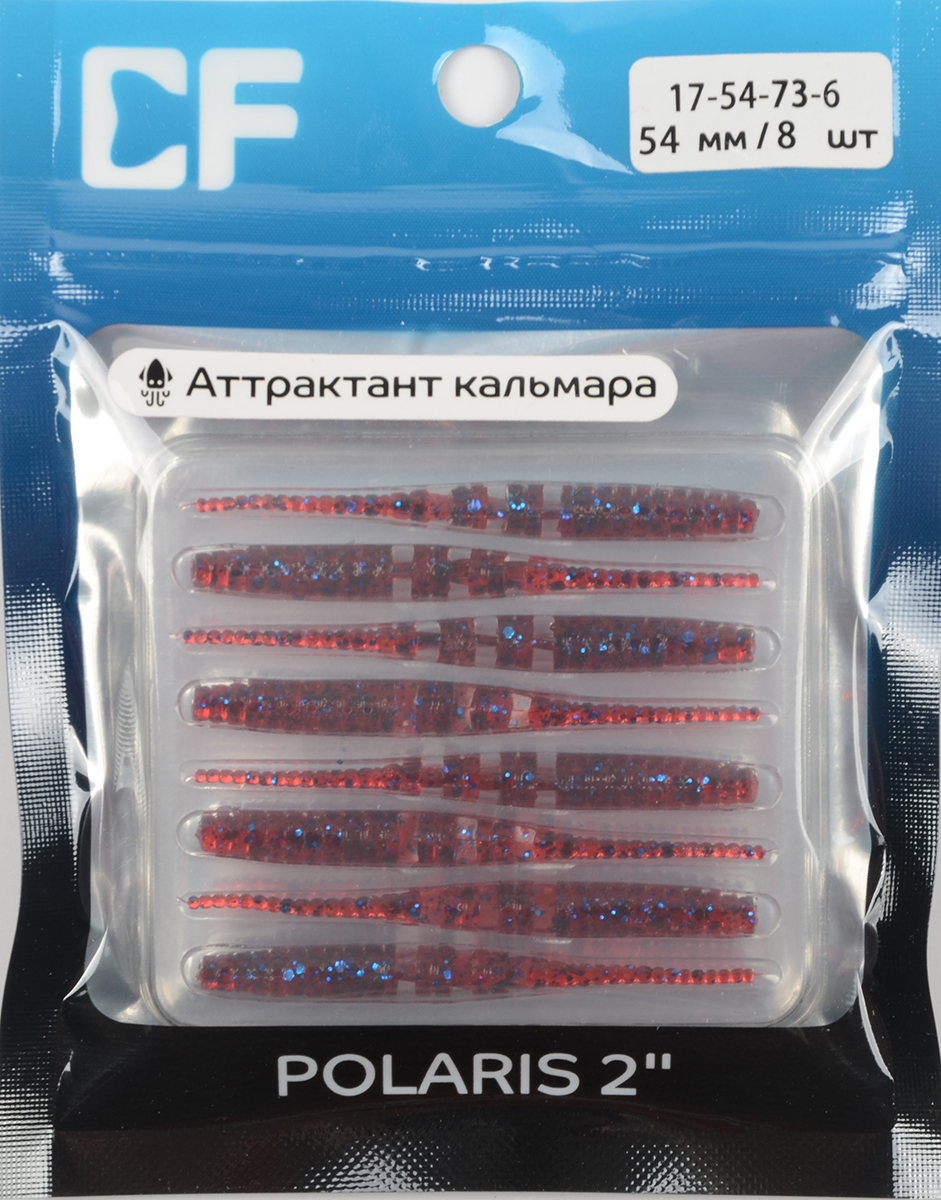 CF
17-54-73-6
54 мм / 8 шт
Аттрактант кальмара
POLARIS 2"